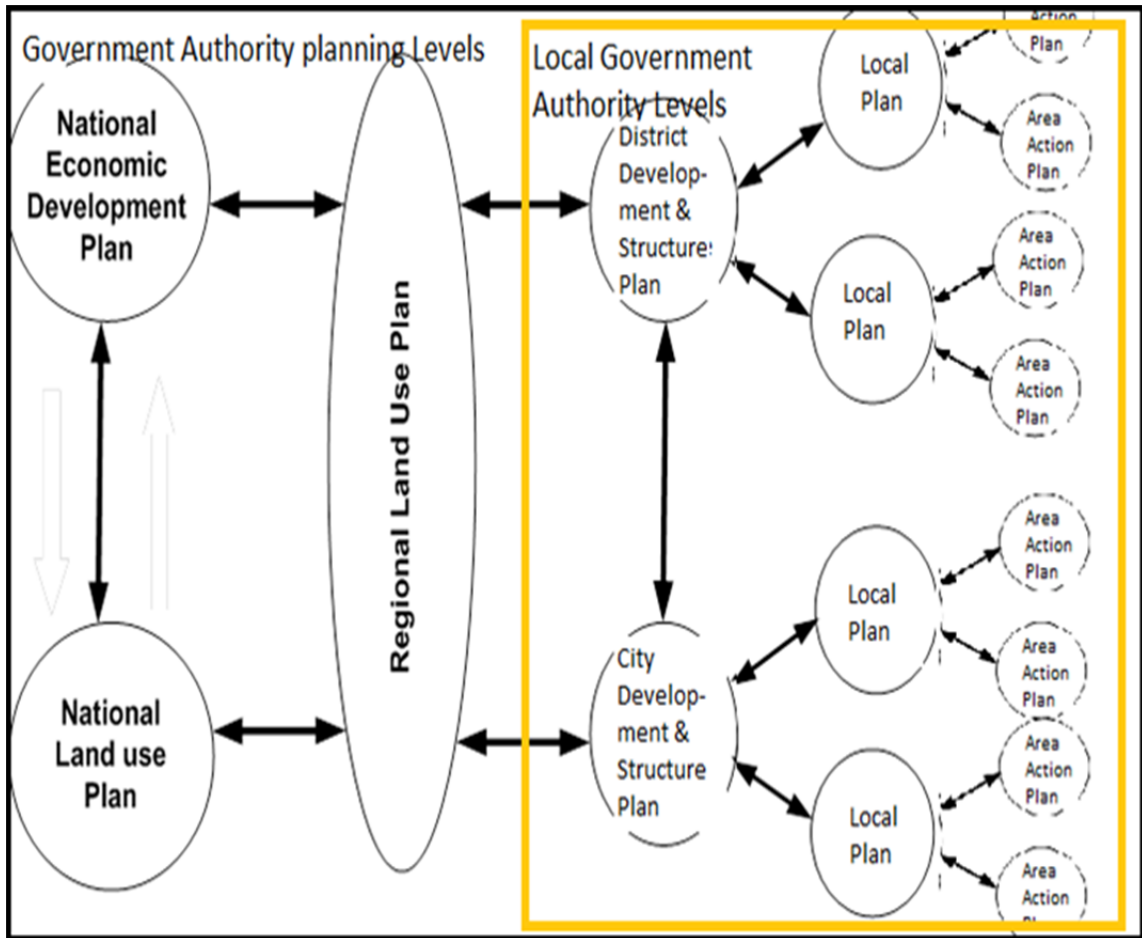 Government Authority planning Levels
National
Economic
Development
Plan
National
Land use
Plan
Regional Land Use Plan
Local Government
Authority Levels
District
Develop-
ment &
Structure
Plan
City
Develop-
ment &
Structure
Plan
Local
Plan
Action
Plan
Area
Action
Plan
Local
Plan
Area
Action
Plan
Area
Action
Plan
Local
Plan
Area
Action
Plan
Area
Action
Plan
Local
Plan
Area
Action
Plan
Area
Action